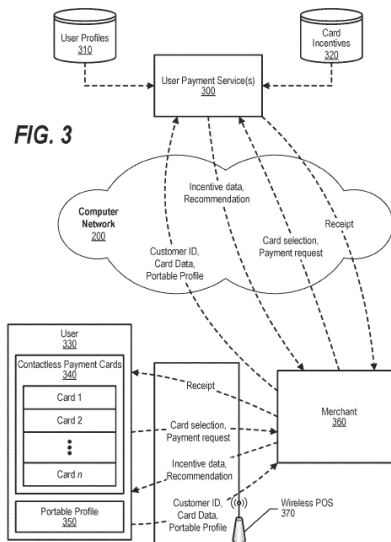 User Profiles
310
Card
Incentives
320
User Payment Service(s)
300
FIG. 3
Incentive data,
Recommendation
Computer
Network
200
Receipt
Card selection,
Payment request
Customer ID,
Card Data,
Portable Profile
User
330
Contactless Payment Cards
340
Card 1
Card 2
Card n
Receipt
Merchant
360
Card selection,
Payment request
Incentive data,
Recommendation
Portable Profile
350
Customer ID,
Card Data,
Portable Profile
Wireless POS
370